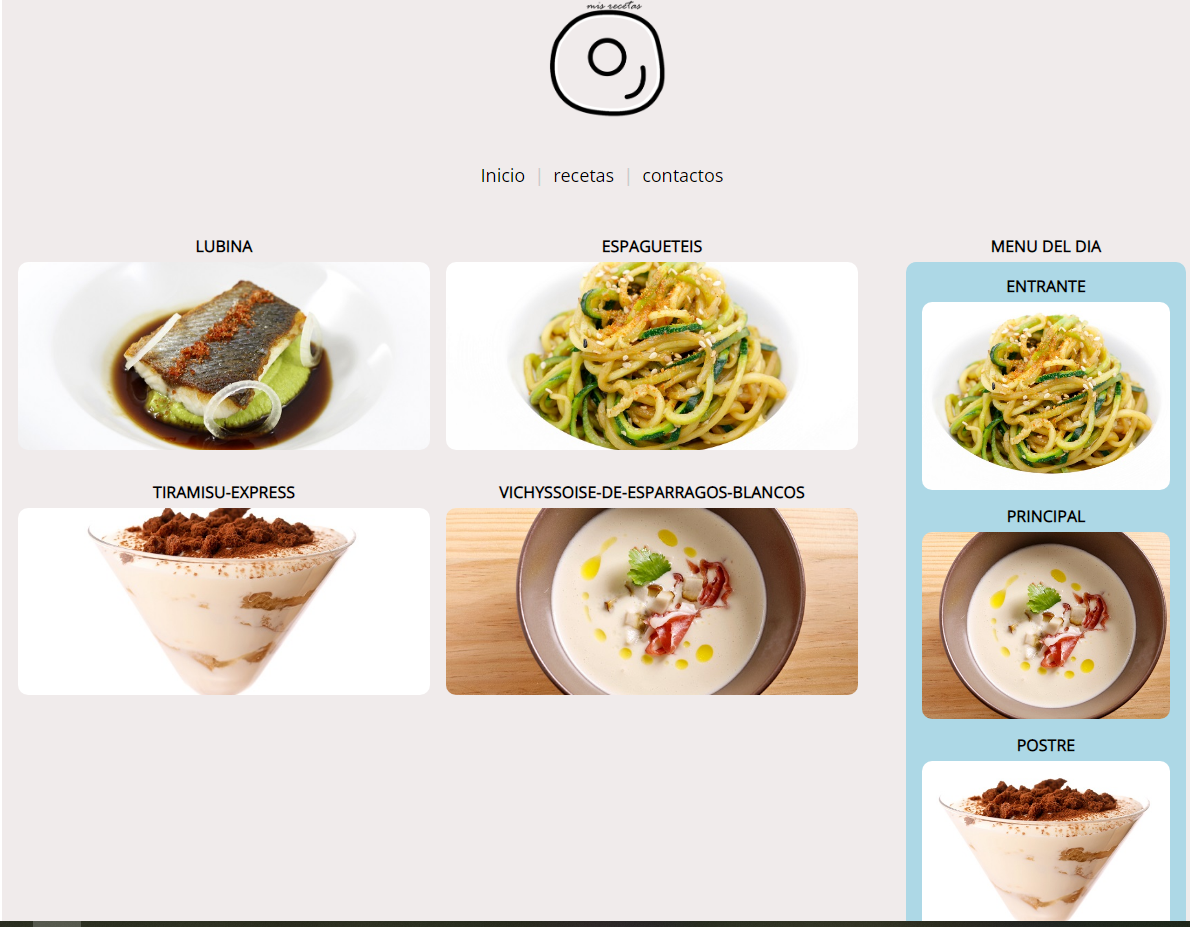 mis recetas
Inicio | recetas | contactos
LUBINA
ESPAGUETEIS
TIRAMISU-EXPRESS
VICHYSSOISE-DE-ESPARRAGOS-BLANCOS
MENU DEL DIA
ENTRANTE
PRINCIPAL
POSTRE